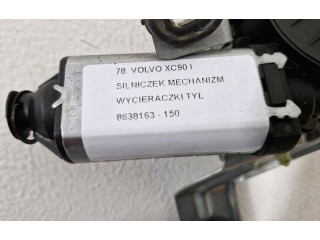 78. VOLVO XC90 I
SILNICZEK MECHANIZM
WYCIERACZKI TYŁ
8638163 - 150